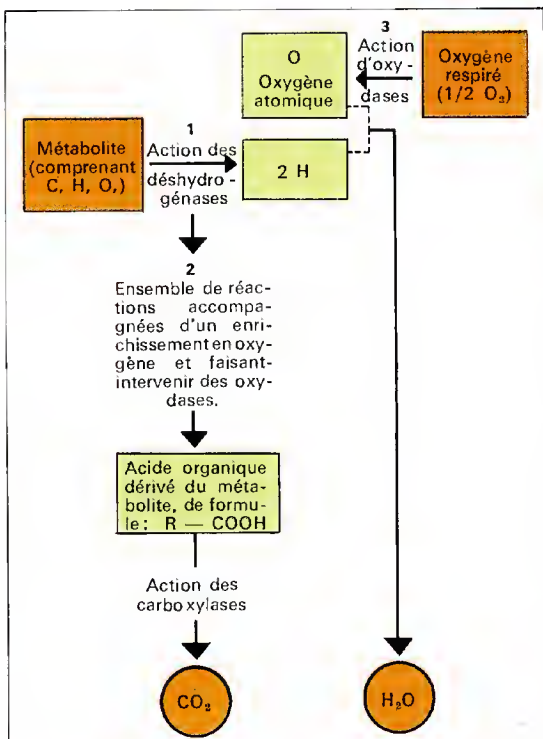 3
Action
d'oxy-
dases
O
Oxygène
atomique
Oxygène
respiré
(1/2 O₂)
Métabolite
(comprenant
C, H, O,)
1
Action des
déshydro-
génases
2 H
2
Ensemble de réac-
tions accompa-
gnées d'un enri-
chissement en oxy-
gène et faisant-
intervenir des oxy-
dases.
Acide organique
dérivé du méta-
bolite, de formu-
le: R — COOH
Action des
carboxylases
CO₂
H₂O